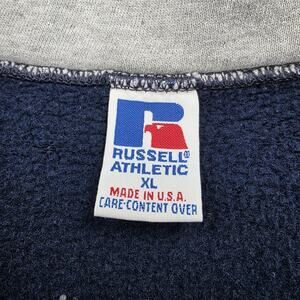 R
RUSSELL®
ATHLETIC
XL
MADE IN U.S.A.
CARE-CONTENT OVER